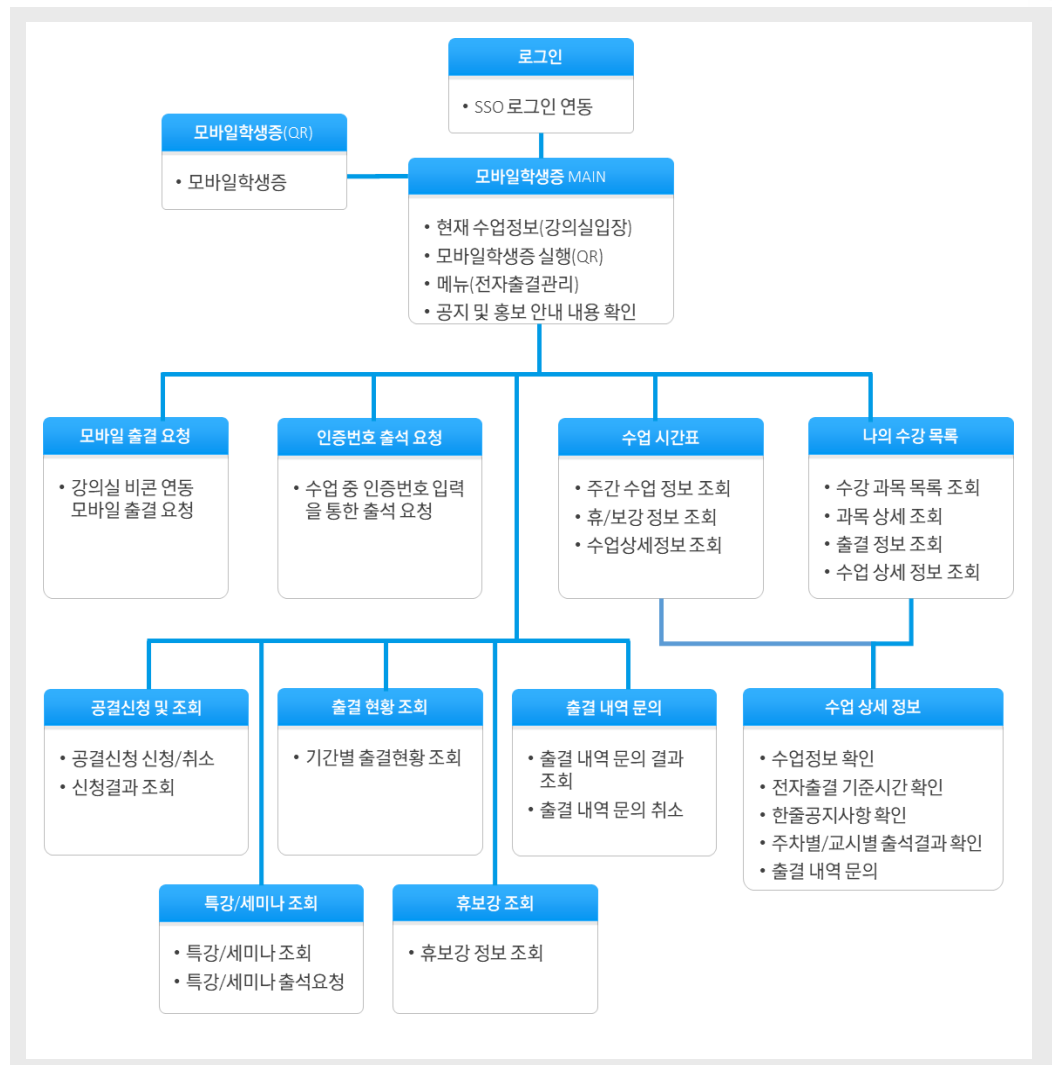 로그인
• SSO 로그인 연동
모바일학생증(QR)
• 모바일학생증
모바일학생증 MAIN
• 현재 수업정보(강의실입장)
• 모바일학생증 실행(QR)
• 메뉴(전자출결관리)
• 공지 및 홍보 안내 내용 확인
모바일 출결 요청
• 강의실 비콘 연동
모바일 출결 요청
인증번호 출석 요청
• 수업 중 인증번호 입력
을 통한 출석 요청
수업 시간표
• 주간 수업 정보 조회
• 휴/보강 정보 조회
• 수업상세정보 조회
나의 수강 목록
• 수강 과목 목록 조회
• 과목 상세 조회
• 출결 정보 조회
• 수업 상세 정보 조회
공결신청 및 조회
• 공결신청 신청/취소
• 신청결과 조회
출결 현황 조회
• 기간별 출결현황 조회
출결 내역 문의
• 출결 내역 문의 결과
조회
• 출결 내역 문의 취소
수업 상세 정보
• 수업정보 확인
• 전자출결 기준시간 확인
• 한줄공지사항 확인
• 주차별/교시별 출석결과 확인
• 출결 내역 문의
특강/세미나 조회
• 특강/세미나 조회
• 특강/세미나 출석요청
휴보강 조회
• 휴보강 정보 조회